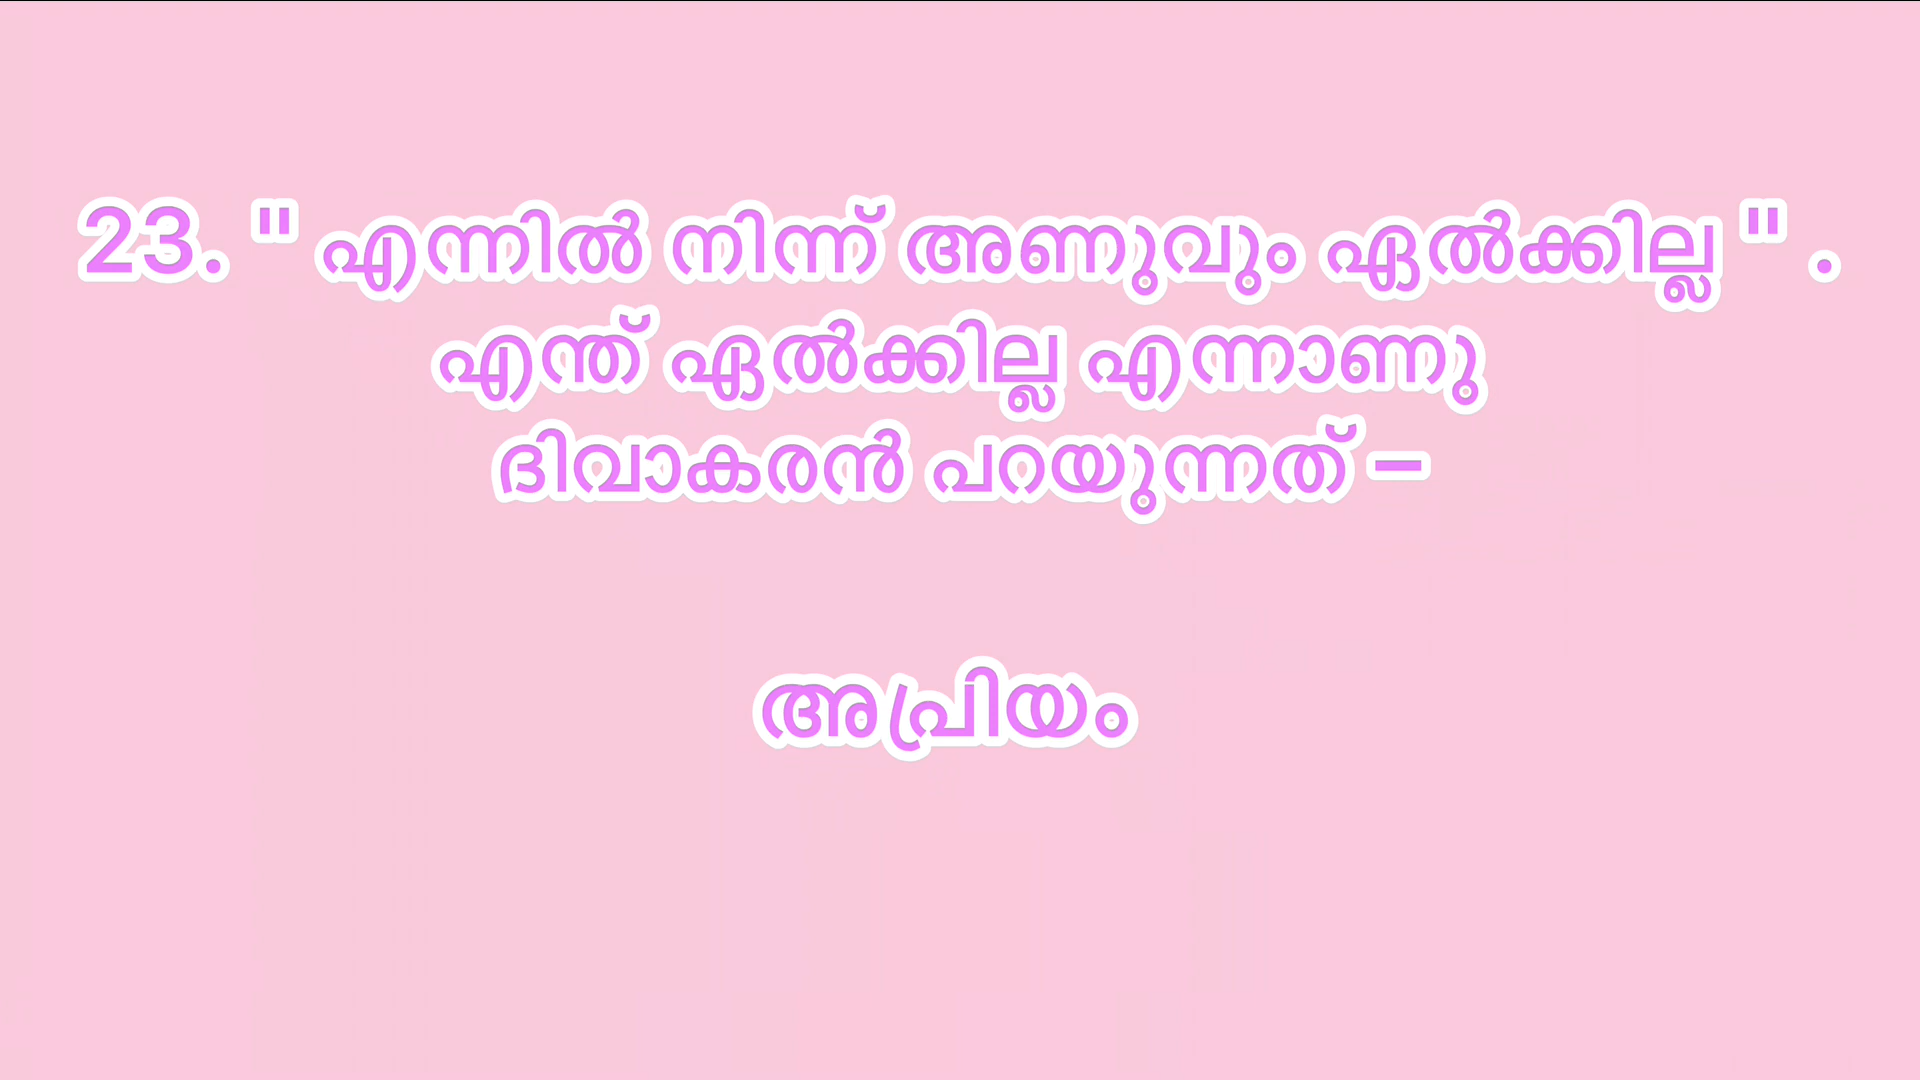 23. " എന്നിൽ നിന്ന് അണുവും ഏൽക്കില്ല " .
എന്ത് ഏൽക്കില്ല എന്നാണു
ദിവാകരൻ പറയുന്നത് –
അപ്രിയം